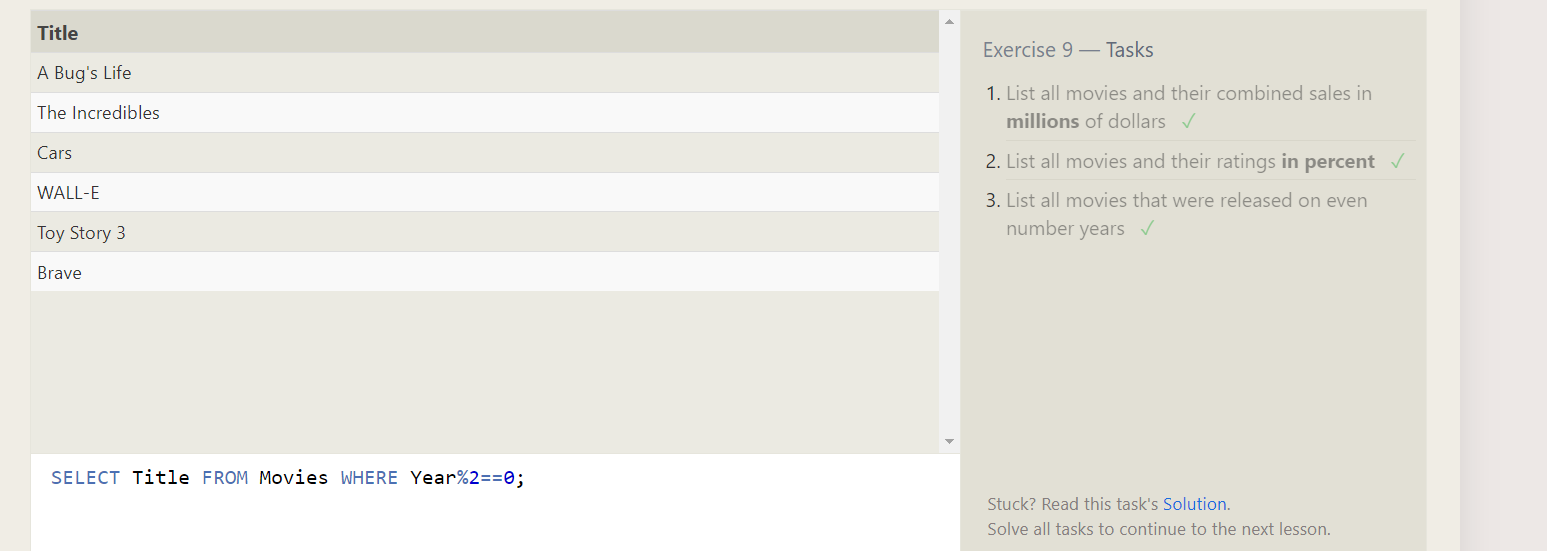 Title
A Bug's Life
The Incredibles
Cars
WALL-E
Toy Story 3
Brave
SELECT Title FROM Movies WHERE Year%2==0;
Exercise 9 — Tasks
1. List all movies and their combined sales in
millions of dollars ✓
2. List all movies and their ratings in percent ✓
3. List all movies that were released on even
number years ✓
Stuck? Read this task's Solution.
Solve all tasks to continue to the next lesson.